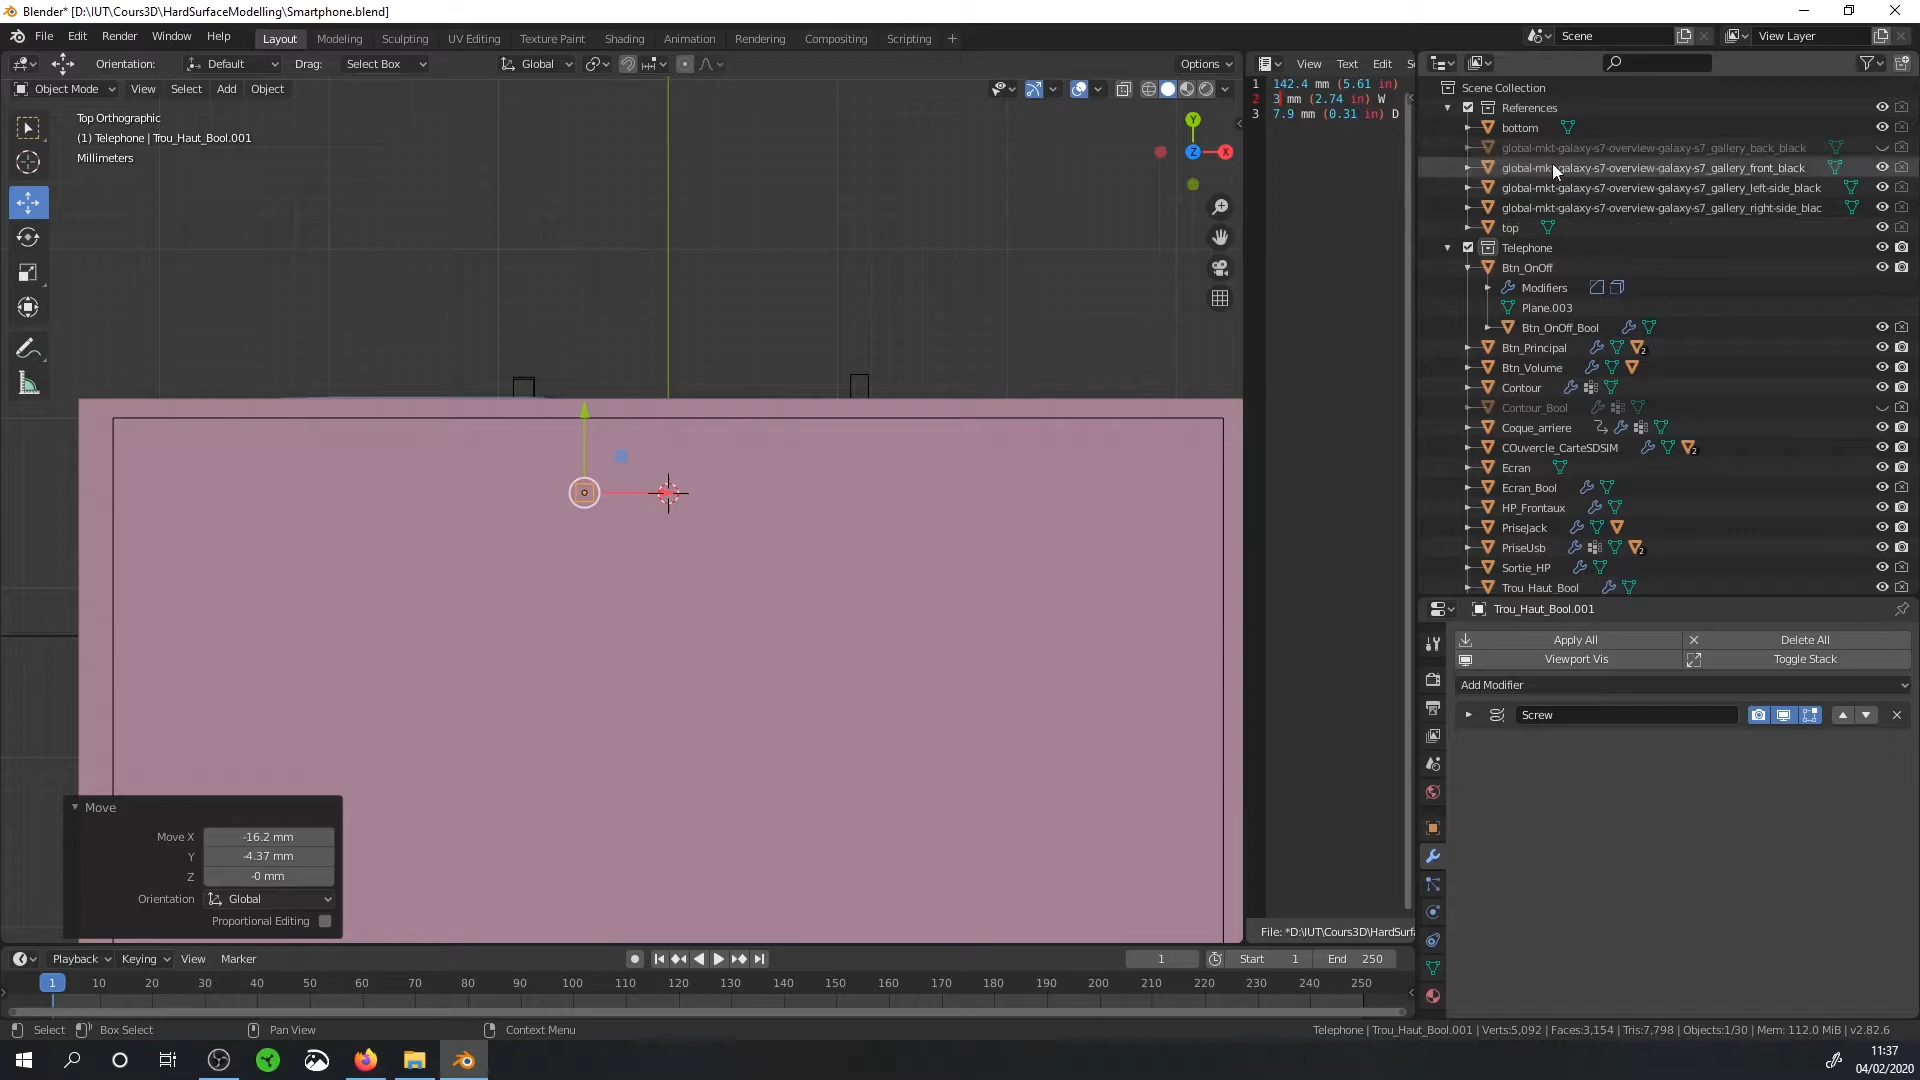 Blender* [D:\IUT\Cours3D\HardSurfaceModelling\Smartphone.blend]
File Edit Render Window Help
Layout Modeling Sculpting UV Editing Texture Paint Shading Animation Rendering Compositing Scripting +
Scene
View Layer
Orientation: Default Drag: Select Box
Global
Options
View Text Edit
Object Mode View Select Add Object
Top Orthographic
(1) Telephone | Trou_Haut_Bool.001
Millimeters
Y
Z
X
1 142.4 mm (5.61 in)
2 3 mm (2.74 in) W
3 7.9 mm (0.31 in) D
Scene Collection
References
bottom
global-mkt-galaxy-s7-overview-galaxy-s7_gallery_back_black
global-mkt-galaxy-s7-overview-galaxy-s7_gallery_front_black
global-mkt-galaxy-s7-overview-galaxy-s7_gallery_left-side_black
global-mkt-galaxy-s7-overview-galaxy-s7_gallery_right-side_blac
top
Telephone
Btn_OnOff
Modifiers
Plane.003
Btn_OnOff_Bool
Btn_Principal 2
Btn_Volume
Contour
Contour_Bool
Coque_arriere
COuvercle_CarteSDSIM 2
Ecran
Ecran_Bool
HP_Frontaux
PriseJack
PriseUsb 2
Sortie_HP
Trou_Haut_Bool
Trou_Haut_Bool.001
Apply All Delete All
Viewport Vis Toggle Stack
Add Modifier
Screw
Move
Move X -16.2 mm
Y -4.37 mm
Z -0 mm
Orientation Global
Proportional Editing
File: *D:\IUT\Cours3D\HardSurf
Playback Keying View Marker
1 Start 1 End 250
1 10 20 30 40 50 60 70 80 90 100 110 120 130 140 150 160 170 180 190 200 210 220 230 240 250
Select Box Select Pan View Context Menu
Telephone | Trou_Haut_Bool.001 | Verts:5,092 | Faces:3,154 | Tris:7,798 | Objects:1/30 | Mem: 112.0 MiB | v2.82.6
11:37
04/02/2020